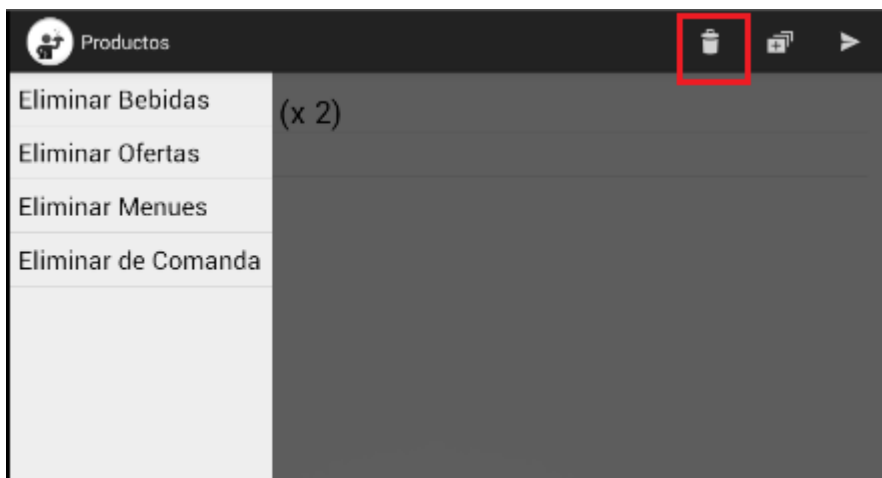 Productos
Eliminar Bebidas
(x 2)
Eliminar Ofertas
Eliminar Menues
Eliminar de Comanda